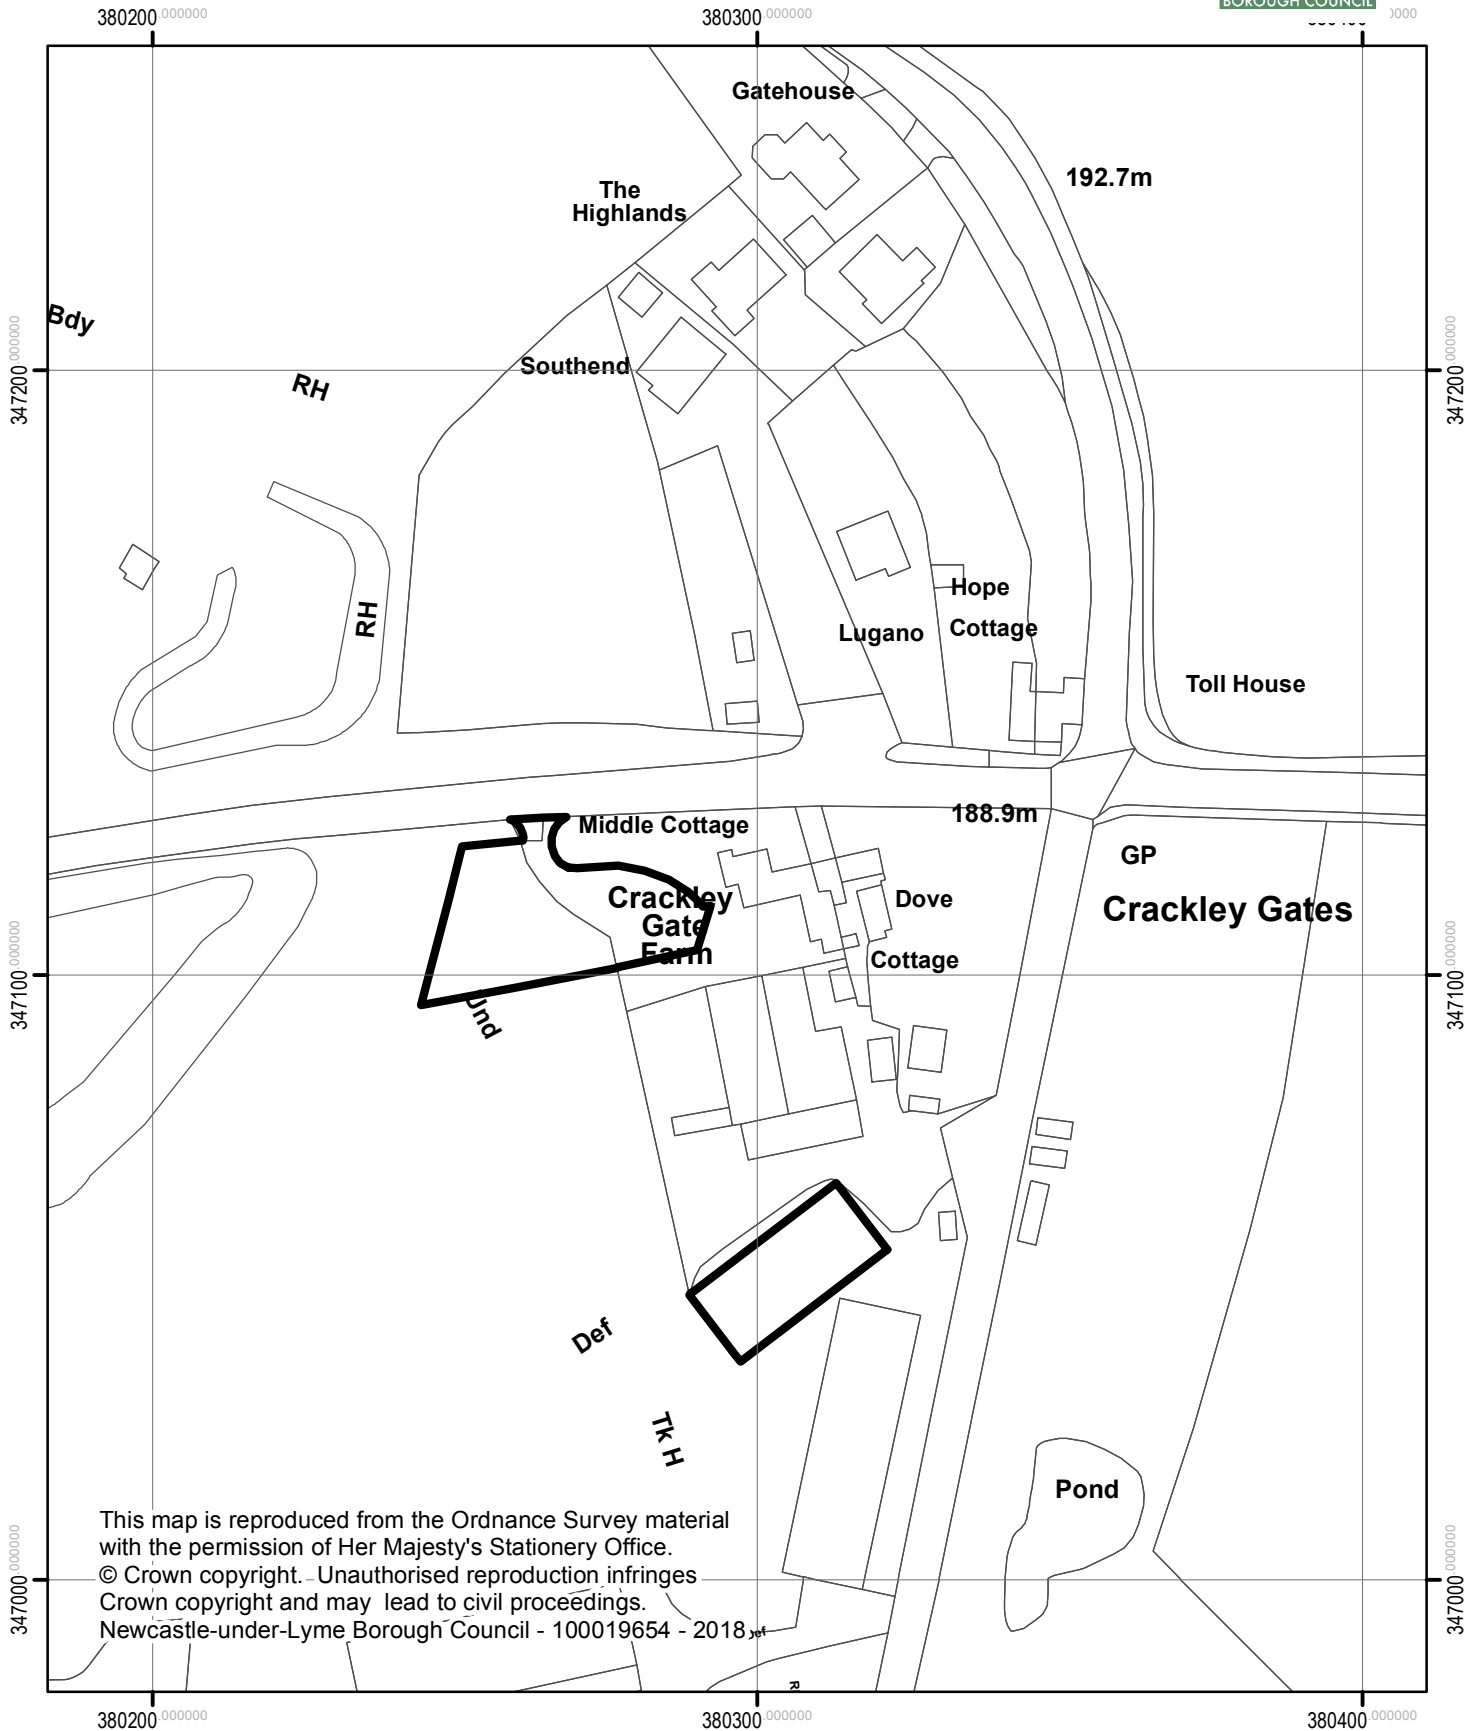 BOROUGH COUNCIL
380200.000000
380300.000000
Gatehouse
192.7m
The
Highlands
Bdy
347200.000000
347200.000000
Southend
RH
RH
Hope
Cottage
Lugano
Toll House
188.9m
Middle Cottage
GP
Crackley
Gate
Farm
Dove
Cottage
Crackley Gates
347100.000000
347100.000000
Und
Def
Tk H
Pond
This map is reproduced from the Ordnance Survey material
with the permission of Her Majesty's Stationery Office.
© Crown copyright. Unauthorised reproduction infringes
Crown copyright and may lead to civil proceedings.
Newcastle-under-Lyme Borough Council - 100019654 - 2018
Def
347000.000000
347000.000000
R
380200.000000
380300.000000
380400.000000